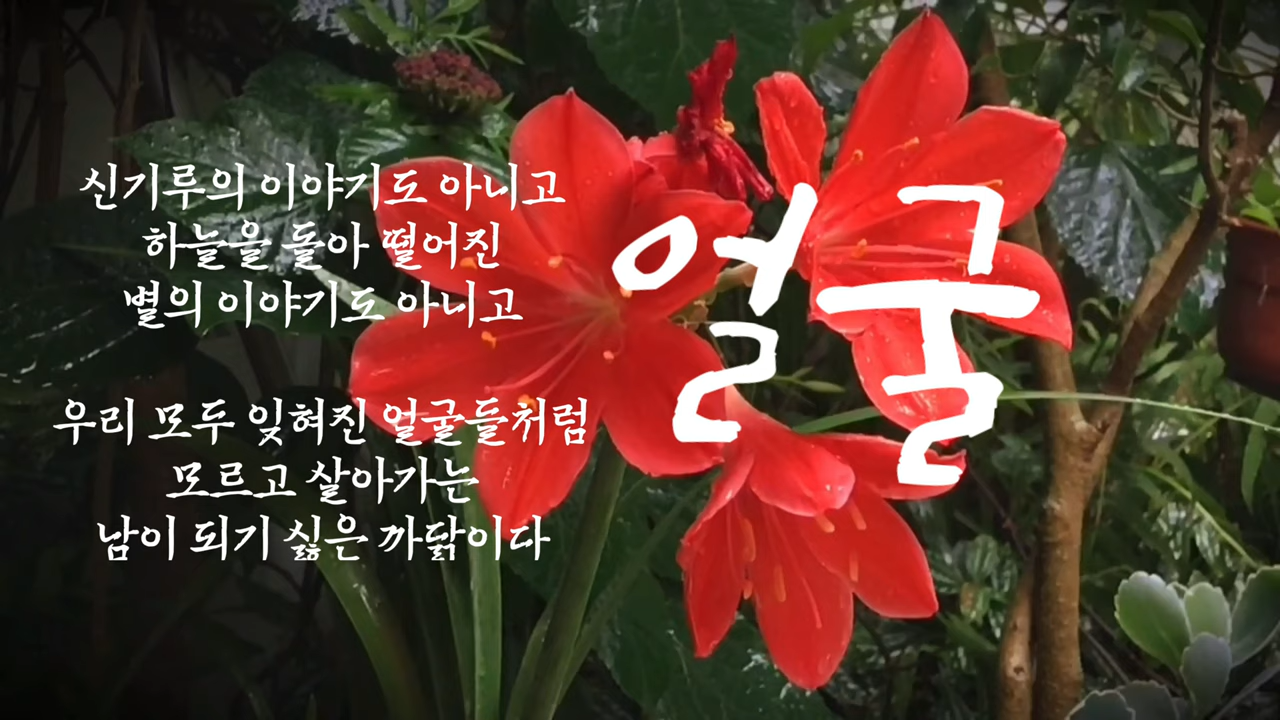 신기루의 이야기도 아니고
하늘을 돌아 떨어진
별의 이야기도 아니고
우리 모두 잊혀진 얼굴들처럼
모르고 살아가는
남이 되기 싫은 까닭이다
얼굴